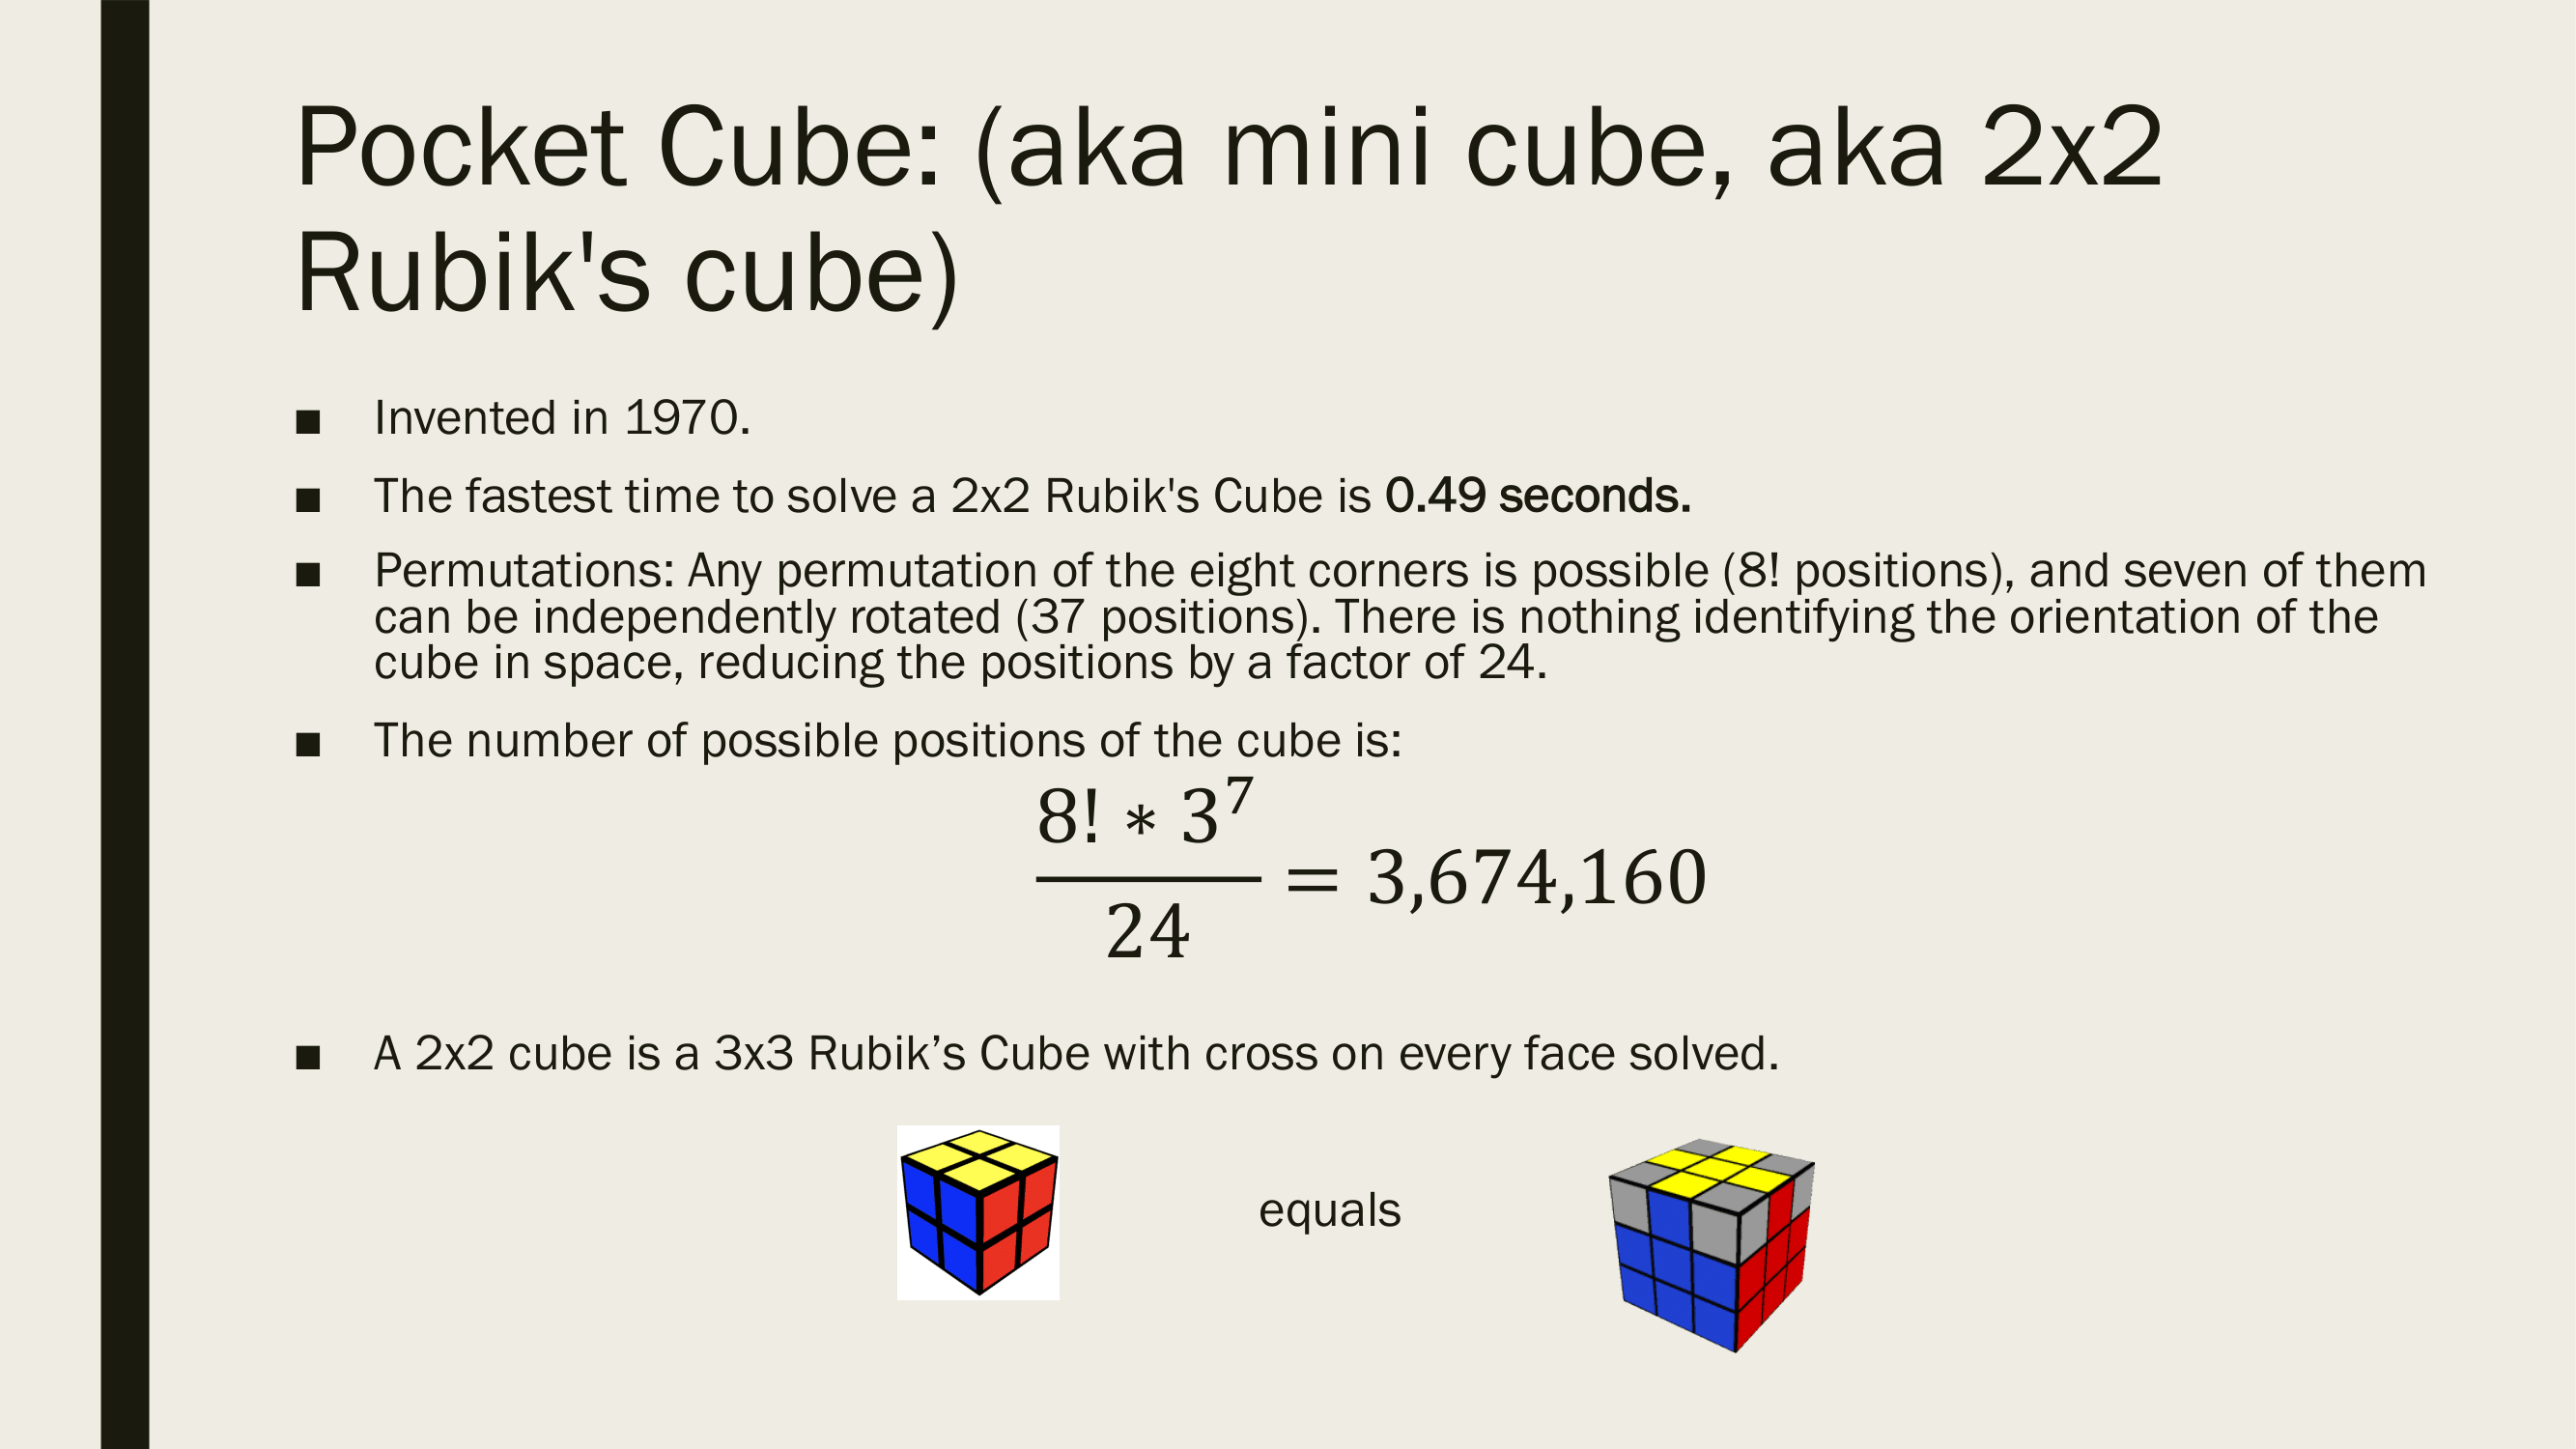 Pocket Cube: (aka mini cube, aka 2x2
Rubik's cube)
■ Invented in 1970.
■ The fastest time to solve a 2x2 Rubik's Cube is 0.49 seconds.
■ Permutations: Any permutation of the eight corners is possible (8! positions), and seven of them
can be independently rotated (37 positions). There is nothing identifying the orientation of the
cube in space, reducing the positions by a factor of 24.
■ The number of possible positions of the cube is:
8! ∗ 3⁷
24
= 3,674,160
■ A 2x2 cube is a 3x3 Rubik’s Cube with cross on every face solved.
equals